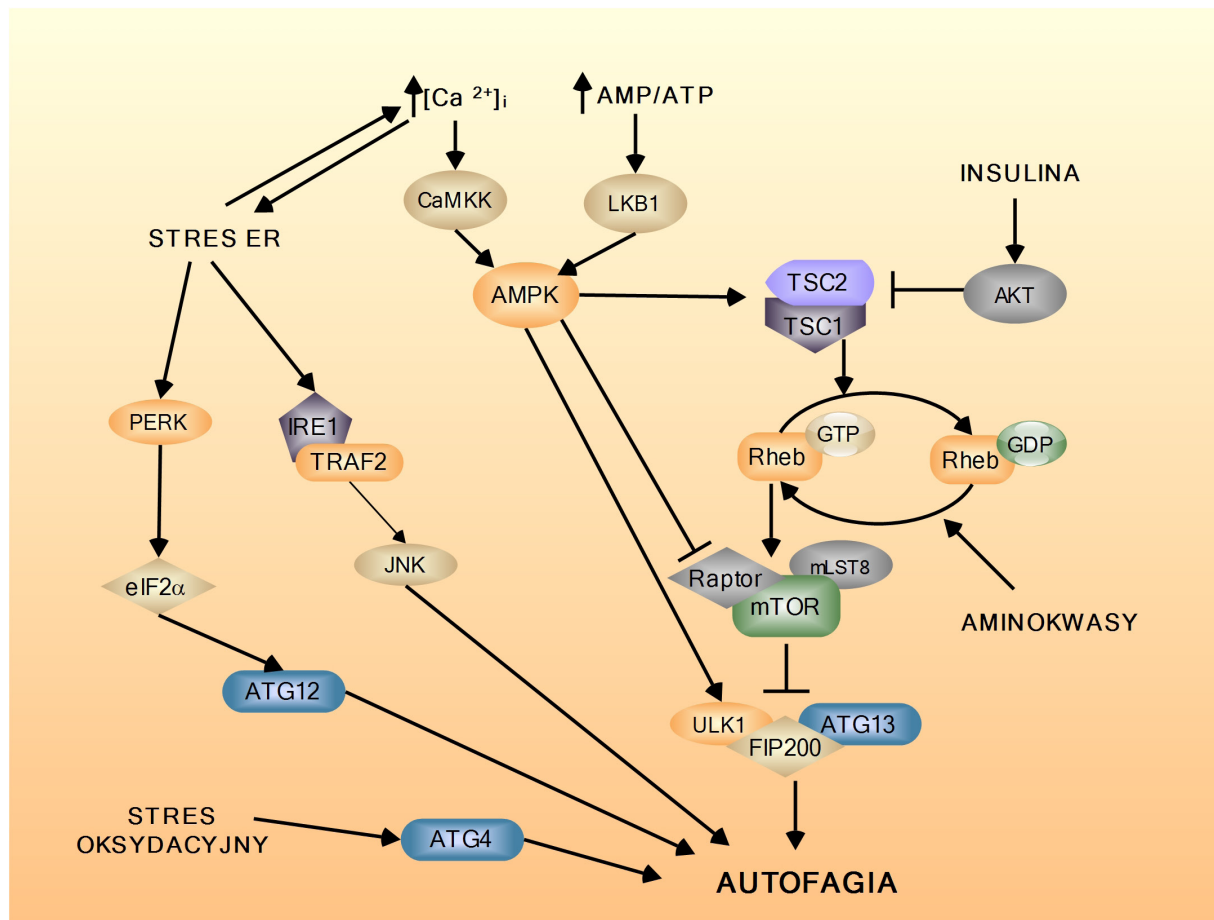 [Ca 2+]i
AMP/ATP
INSULINA
CaMKK
LKB1
STRES ER
AMPK
TSC2
AKT
TSC1
PERK
IRE1
GTP
GDP
TRAF2
Rheb
Rheb
JNK
mLST8
Raptor
eIF2α
mTOR
AMINOKWASY
ATG12
ULK1
ATG13
FIP200
STRES
OKSYDACYJNY
ATG4
AUTOFAGIA